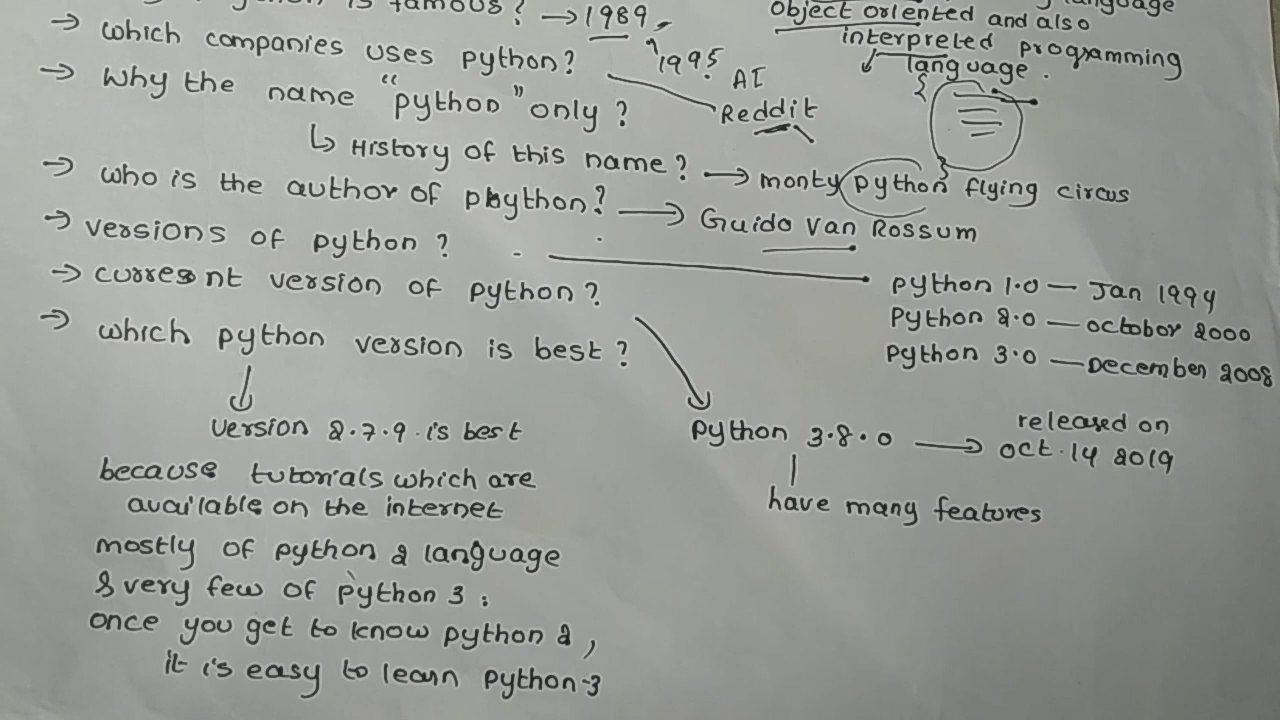 is famous? → 1989,
language
object oriented and also
→ which companies uses python?
1995
interpreted programming
language.
AI
Reddit
→ Why the name "python" only?
↳ History of this name? → monty python flying circus
→ who is the author of python? → Guido Van Rossum
→ versions of python?
python 1.0 — Jan 1994
Python 2.0 — october 2000
Python 3.0 — December 2008
→ current version of python?
→ which python version is best?
version 2.7.9. is best
because tutorials which are
available on the internet
mostly of python 2 language
& very few of python 3.
once you get to know python 2,
it is easy to learn python-3
python 3.8.0 → released on
oct.14 2019
have many features